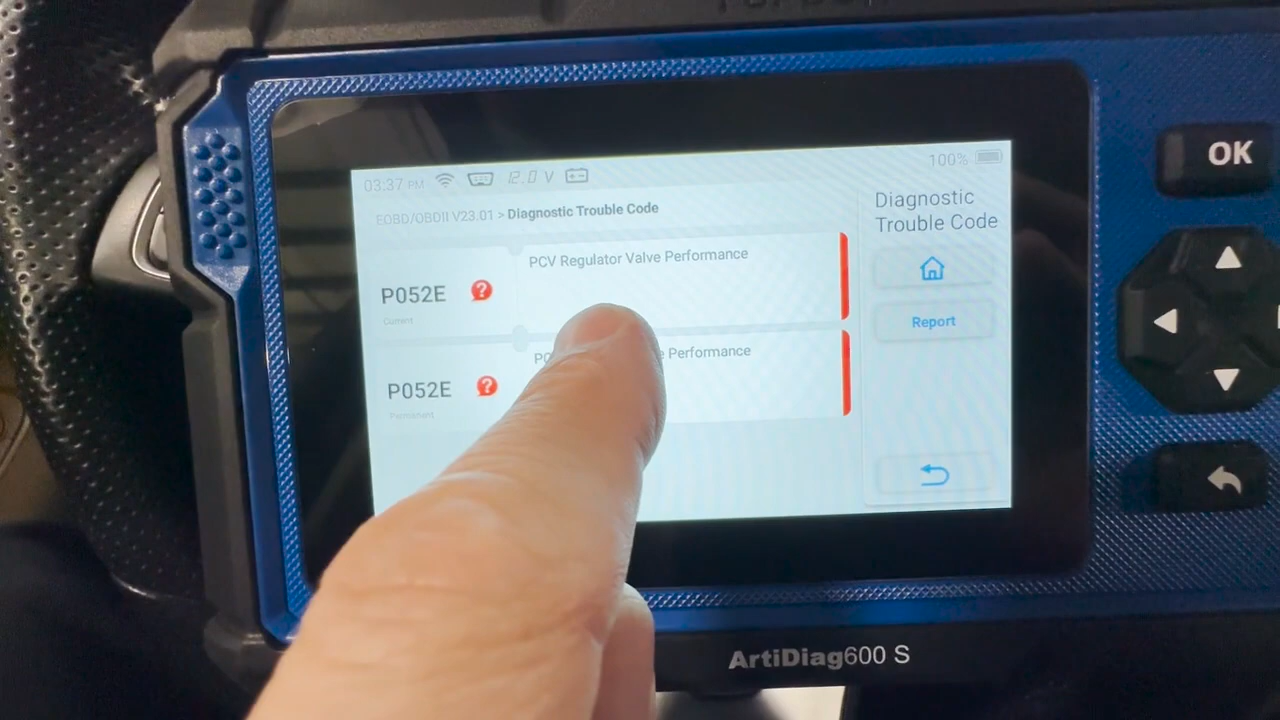 03:37 PM 12.0 V 100%
EOBD/OBDII V23.01 > Diagnostic Trouble Code
Diagnostic
Trouble Code
PCV Regulator Valve Performance
P052E ?
Current
Performance
P052E ?
Permanent
Report
OK
ArtiDiag600 S